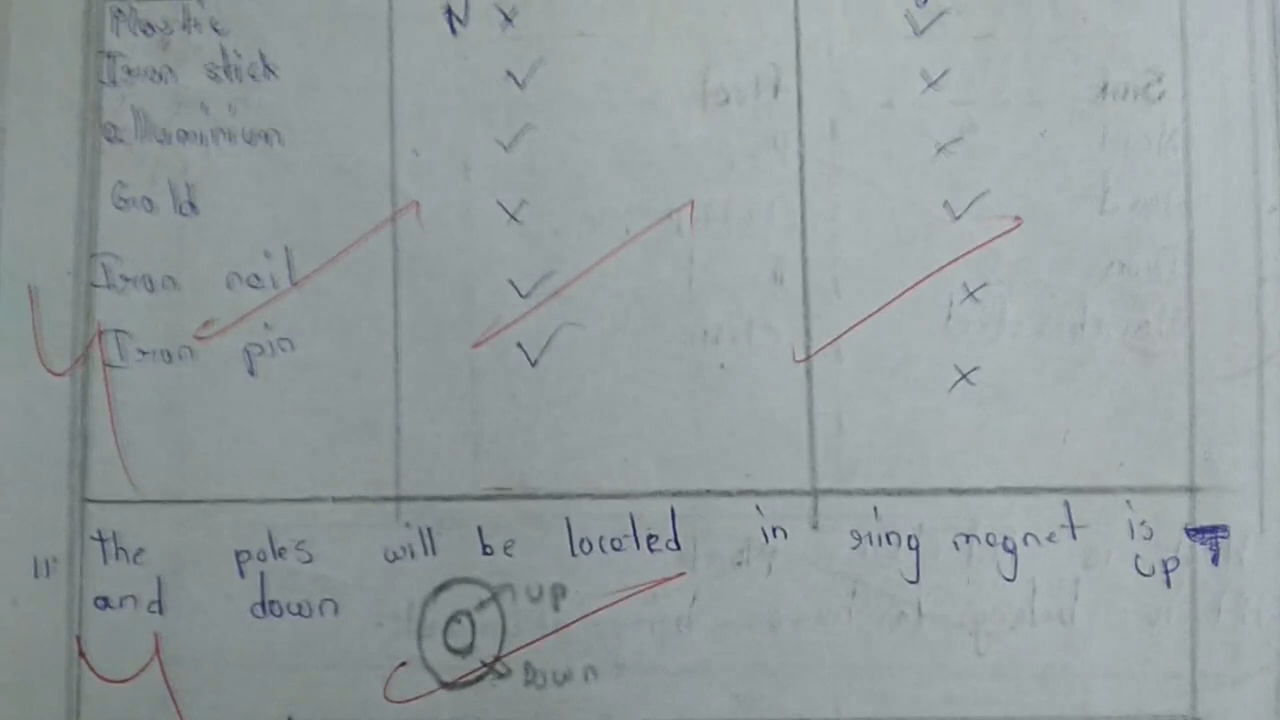 Plastic N × ✓
Iron stick ✓ ×
alluminium ✓ ×
Gold × ✓
Iron nail ✓ ×
Iron pin ✓ ×
11. the poles will be located in ring magnet is up
and down
up
Down